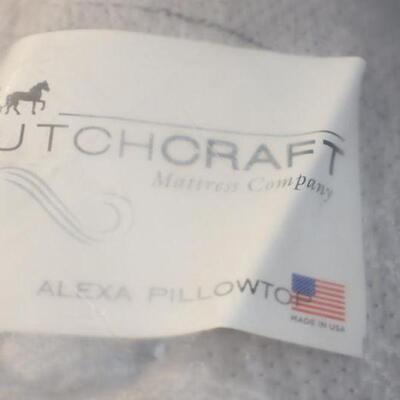 UTCHCRAFT
Mattress Company
ALEXA PILLOWTOP
MADE IN USA